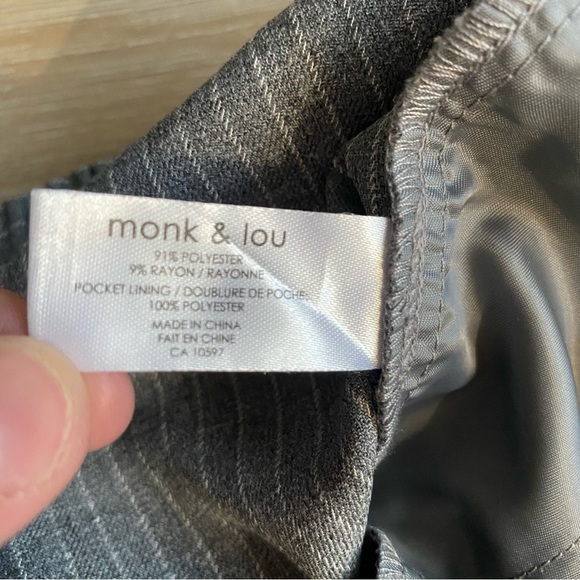 monk & lou
91% POLYESTER
9% RAYON / RAYONNE
POCKET LINING / DOUBLURE DE POCHE:
100% POLYESTER
MADE IN CHINA
FAIT EN CHINE
CA 10597